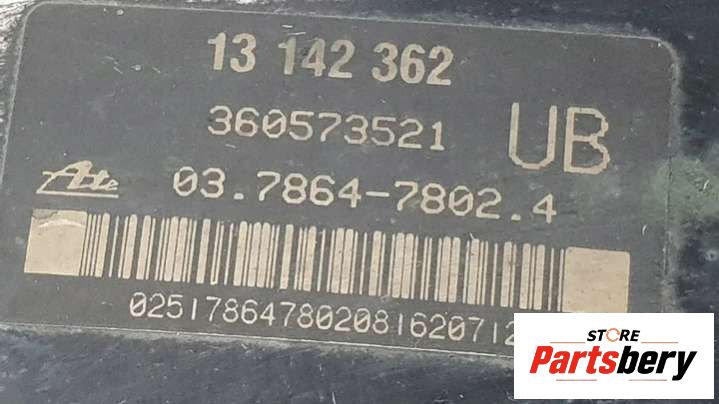 13 142 362
360573521
UB
Ate
03.7864-7802.4
STORE
Partsbery